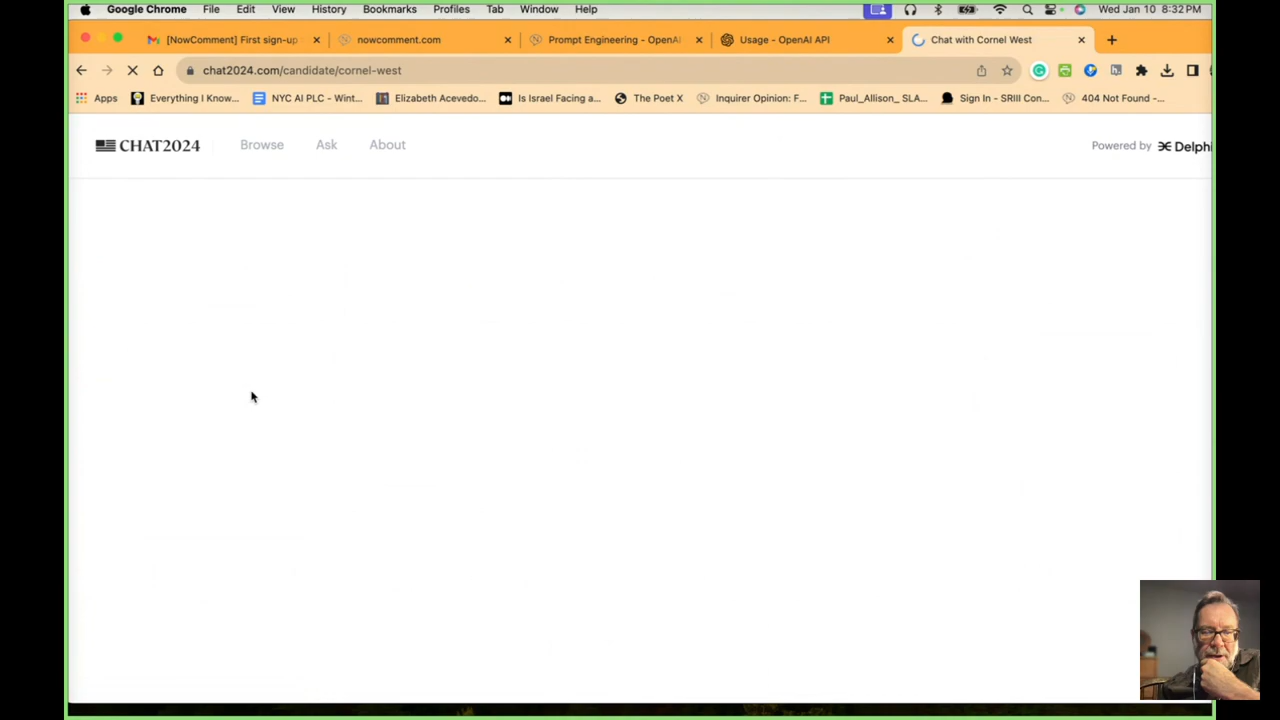 Google Chrome File Edit View History Bookmarks Profiles Tab Window Help Wed Jan 10 8:32 PM
[NowComment] First sign-up nowcomment.com Prompt Engineering - OpenAI Usage - OpenAI API Chat with Cornel West
chat2024.com/candidate/cornel-west
Apps Everything I Know... NYC AI PLC - Wint... Elizabeth Acevedo... Is Israel Facing a... The Poet X Inquirer Opinion: F... Paul_Allison_ SLA... Sign In - SRIII Con... 404 Not Found -...
CHAT2024 Browse Ask About Powered by Delphi